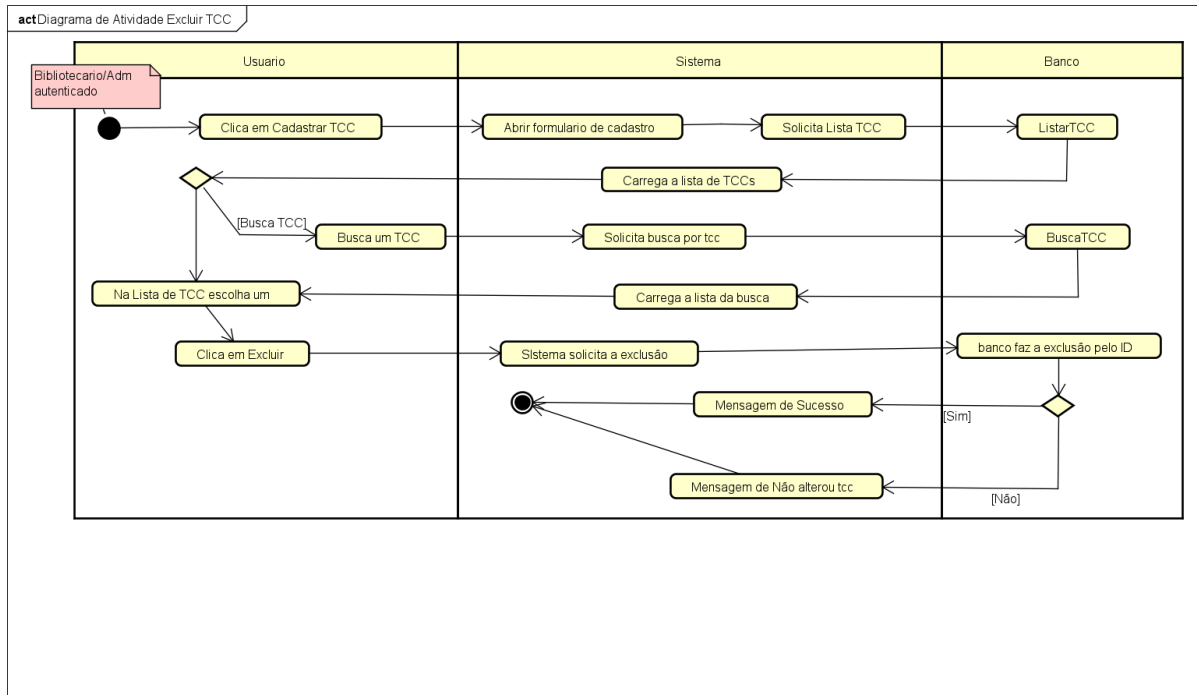 act Diagrama de Atividade Excluir TCC
Usuario
Sistema
Banco
Bibliotecario/Adm
autenticado
Clica em Cadastrar TCC
Abrir formulario de cadastro
Solicita Lista TCC
ListarTCC
Carrega a lista de TCCs
[Busca TCC]
Busca um TCC
Solicita busca por tcc
BuscaTCC
Na Lista de TCC escolha um
Carrega a lista da busca
Clica em Excluir
SIstema solicita a exclusão
banco faz a exclusão pelo ID
Mensagem de Sucesso
[Sim]
Mensagem de Não alterou tcc
[Não]